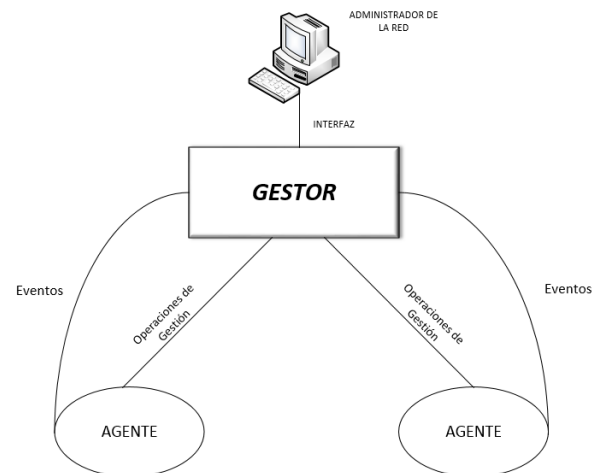 ADMINISTRADOR DE
LA RED
INTERFAZ
GESTOR
Eventos
Operaciones de
Gestión
Operaciones de
Gestión
Eventos
AGENTE
AGENTE